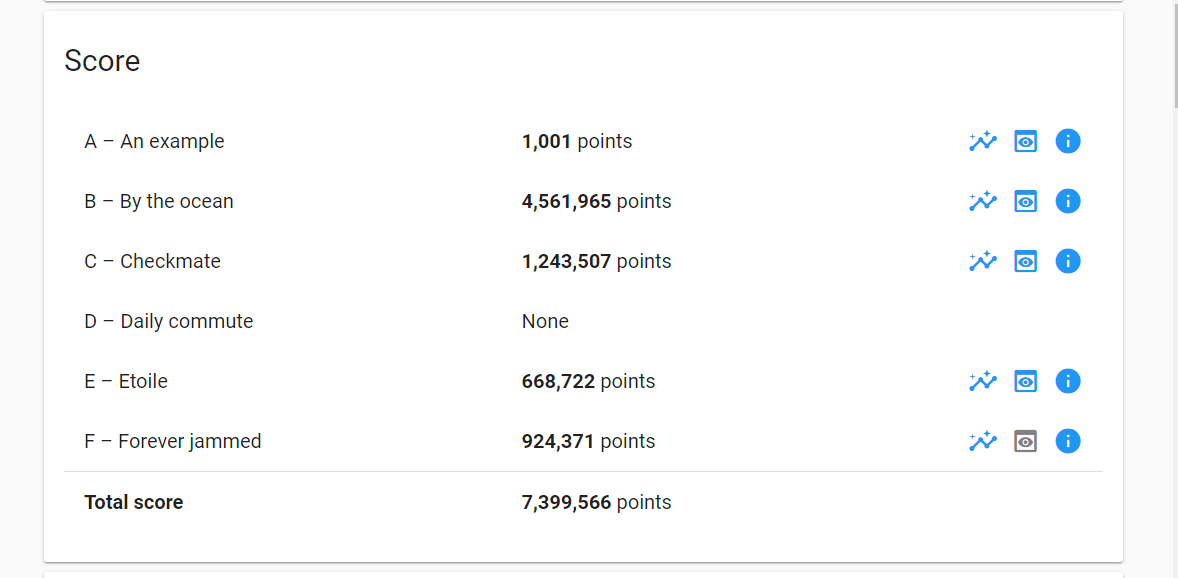 Score
A – An example 1,001 points
B – By the ocean 4,561,965 points
C – Checkmate 1,243,507 points
D – Daily commute None
E – Etoile 668,722 points
F – Forever jammed 924,371 points
Total score 7,399,566 points